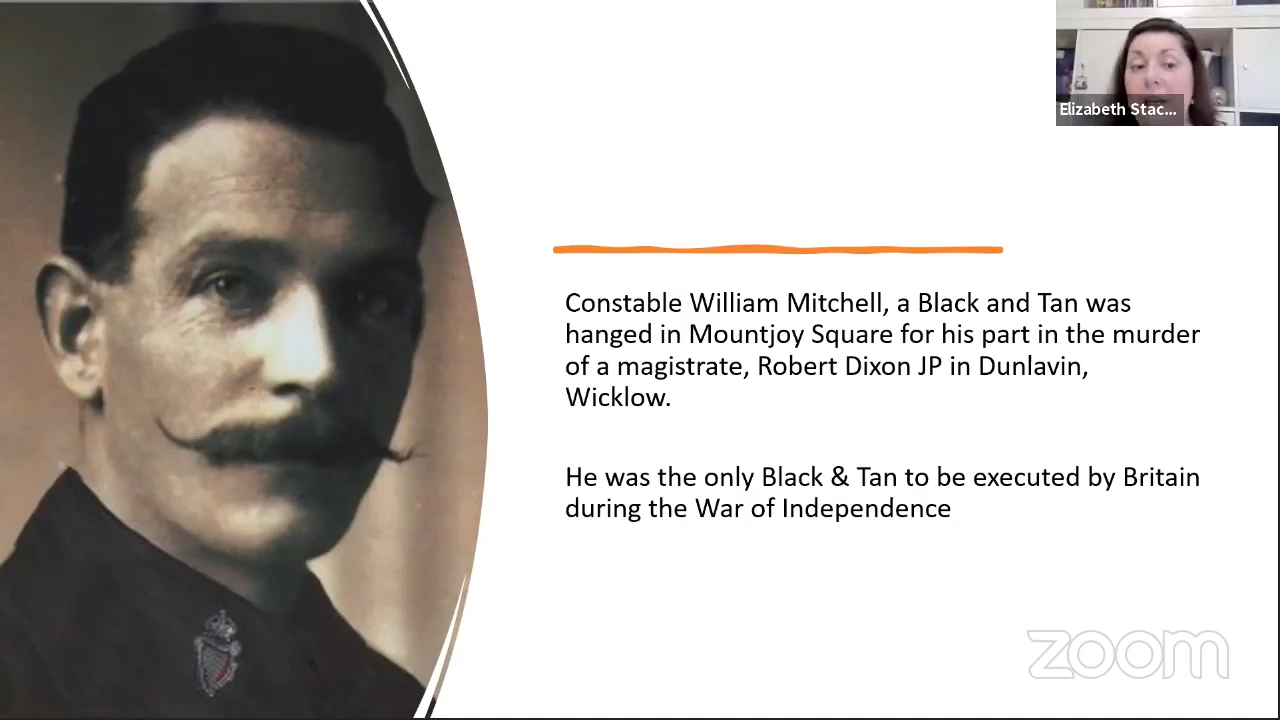 Elizabeth Stac...
Constable William Mitchell, a Black and Tan was
hanged in Mountjoy Square for his part in the murder
of a magistrate, Robert Dixon JP in Dunlavin,
Wicklow.
He was the only Black & Tan to be executed by Britain
during the War of Independence
zoom